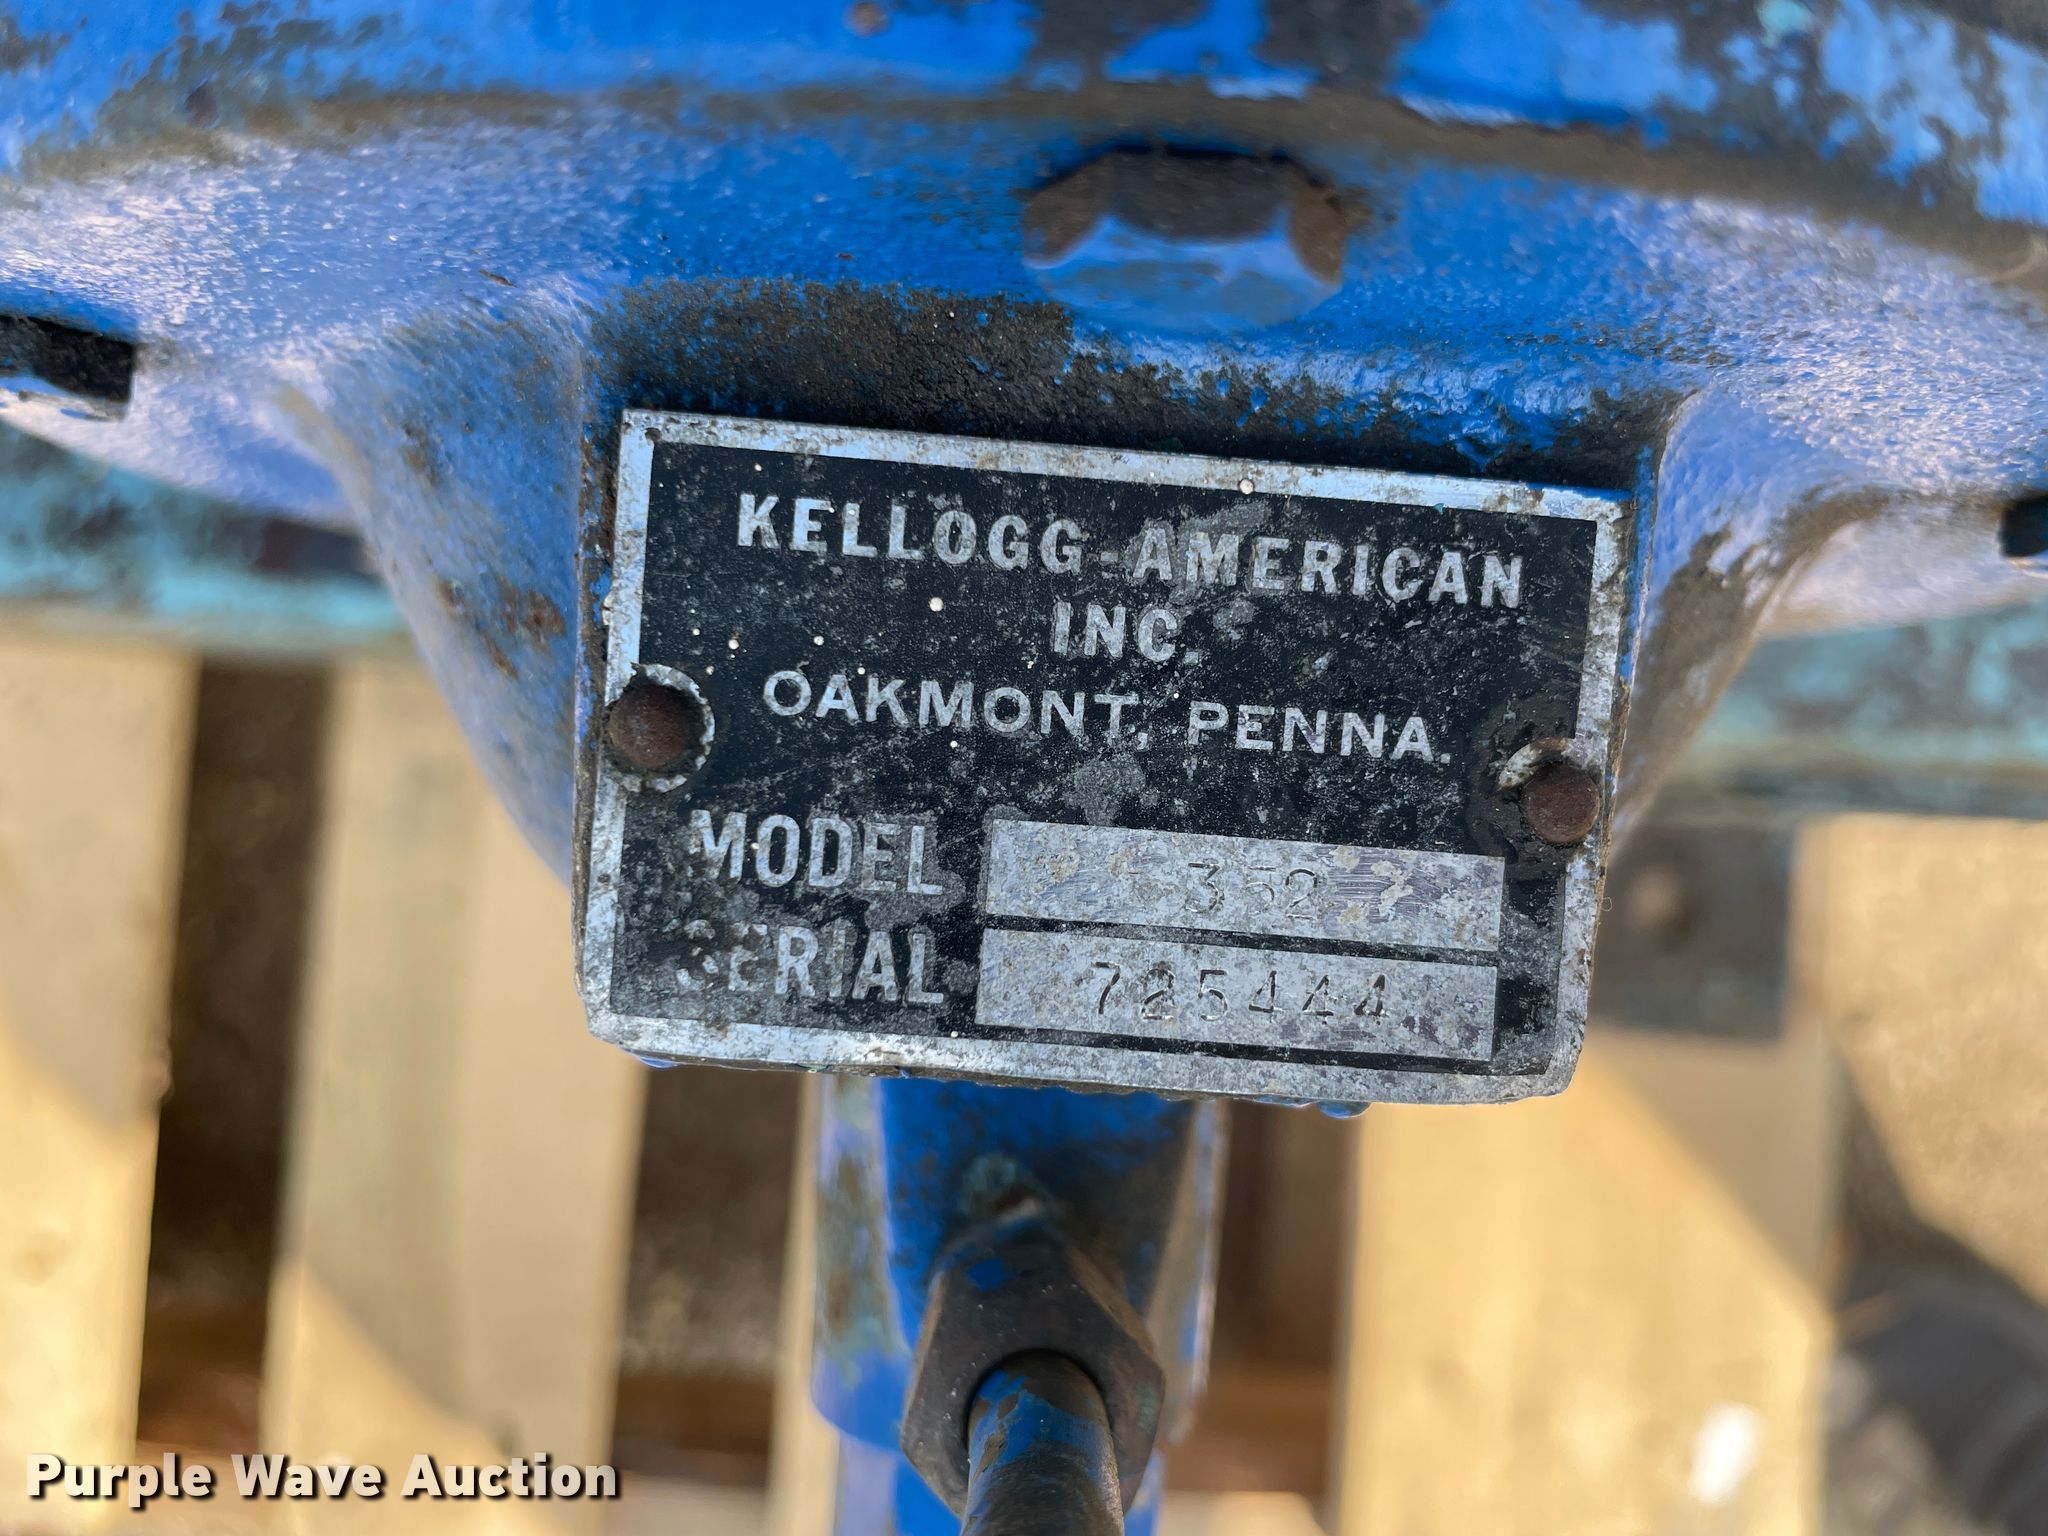 KELLOGG-AMERICAN
INC.
OAKMONT, PENNA.
MODEL 352
SERIAL 725444
Purple Wave Auction